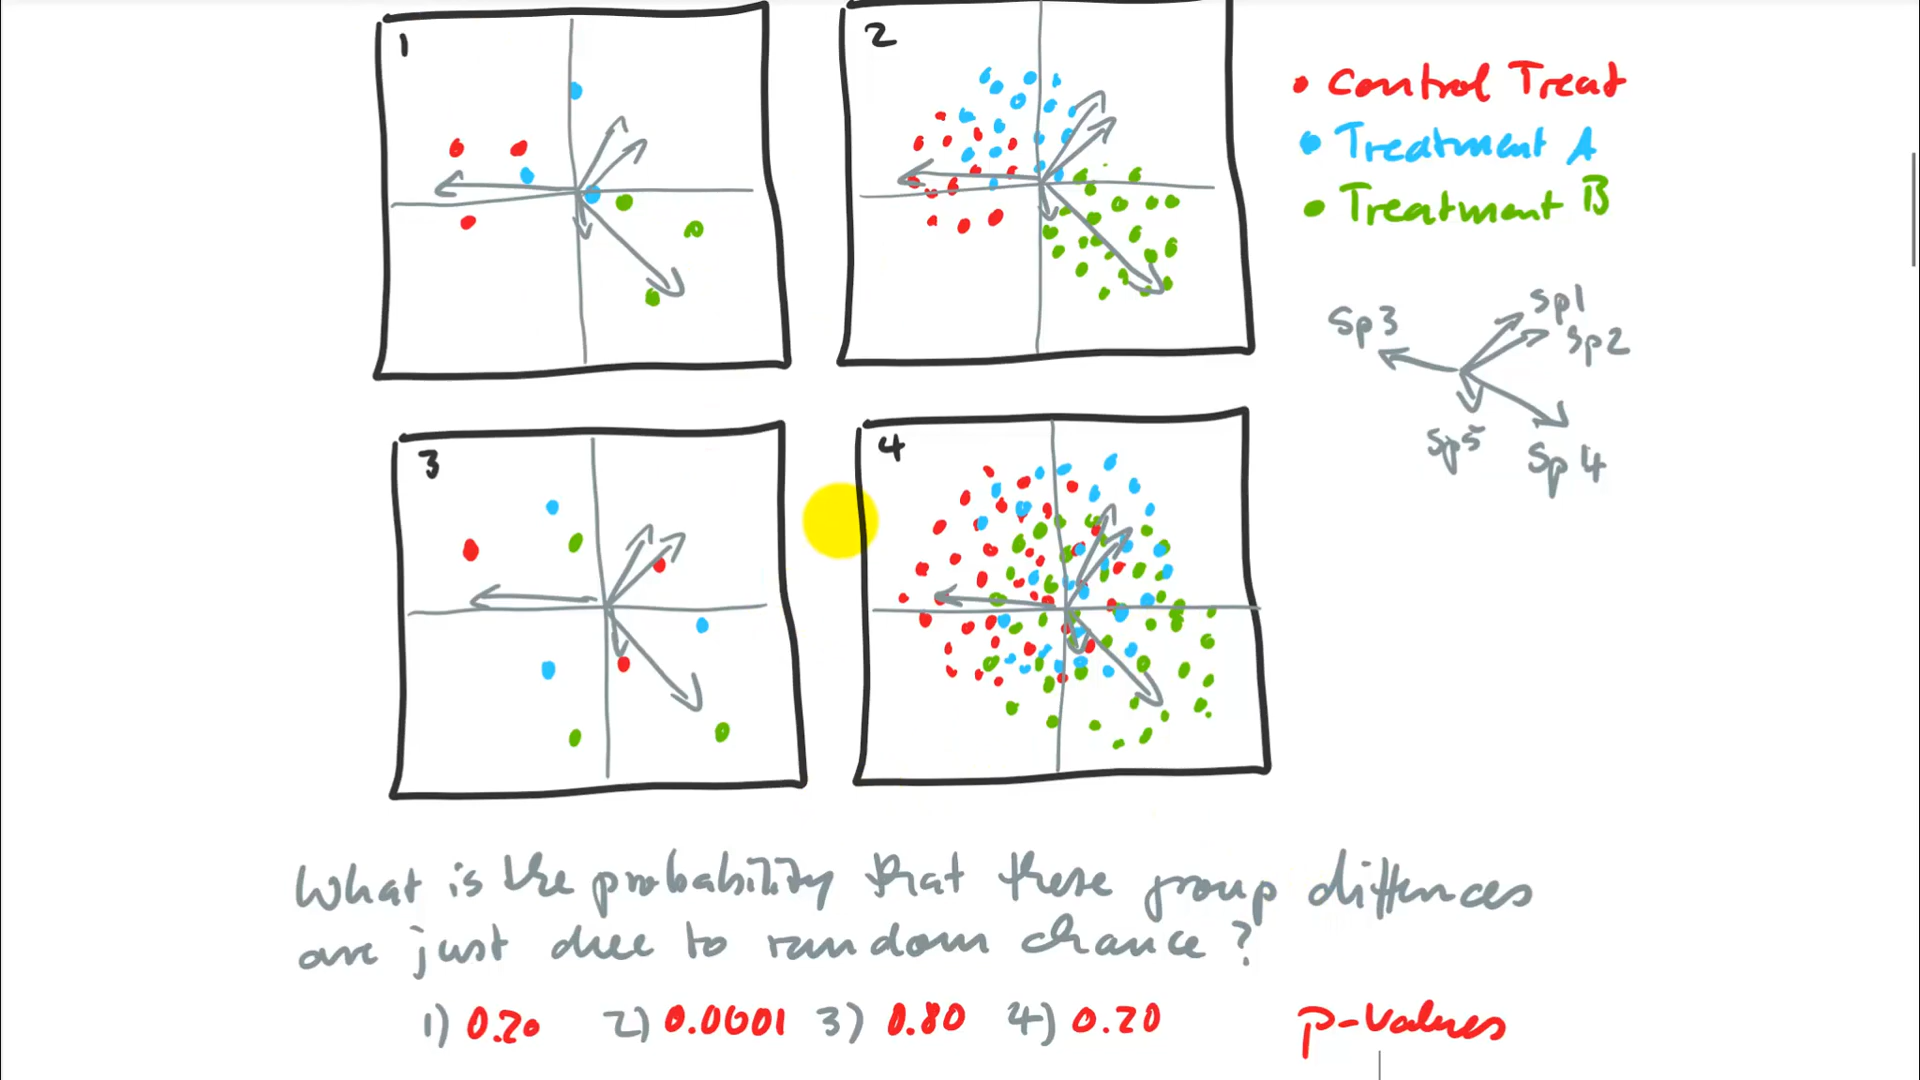 1
2
Control Treat
Treatment A
Treatment B
Sp1
Sp2
Sp3
Sp5
Sp4
3
4
What is the probability that these group diffences
are just due to random chance?
1) 0.20 2) 0.0001 3) 0.80 4) 0.20 p-values